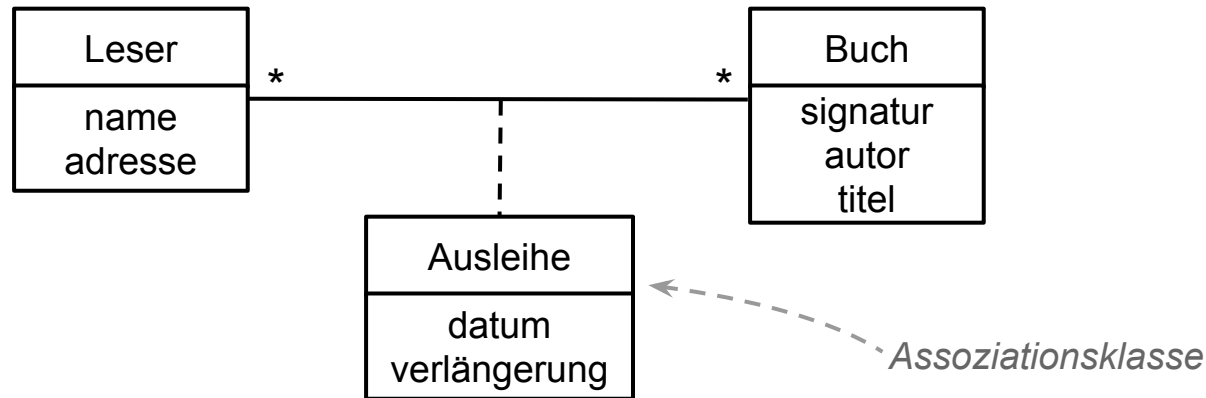 Leser
name
adresse
*
*
Buch
signatur
autor
titel
Ausleihe
datum
verlängerung
Assoziationsklasse